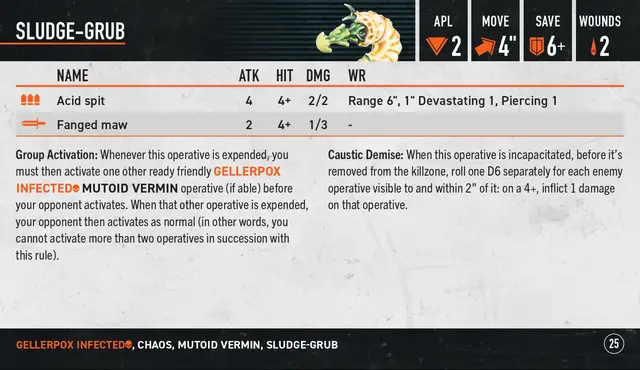 SLUDGE-GRUB
APL 2
MOVE 4"
SAVE 6+
WOUNDS 2
NAME ATK HIT DMG WR
Acid spit 4 4+ 2/2 Range 6", 1" Devastating 1, Piercing 1
Fanged maw 2 4+ 1/3 -
Group Activation: Whenever this operative is expended, you
must then activate one other ready friendly GELLERPOX
INFECTED MUTOID VERMIN operative (if able) before
your opponent activates. When that other operative is expended,
your opponent then activates as normal (in other words, you
cannot activate more than two operatives in succession with
this rule).
Caustic Demise: When this operative is incapacitated, before it's
removed from the killzone, roll one D6 separately for each enemy
operative visible to and within 2" of it: on a 4+, inflict 1 damage
on that operative.
GELLERPOX INFECTED, CHAOS, MUTOID VERMIN, SLUDGE-GRUB
25